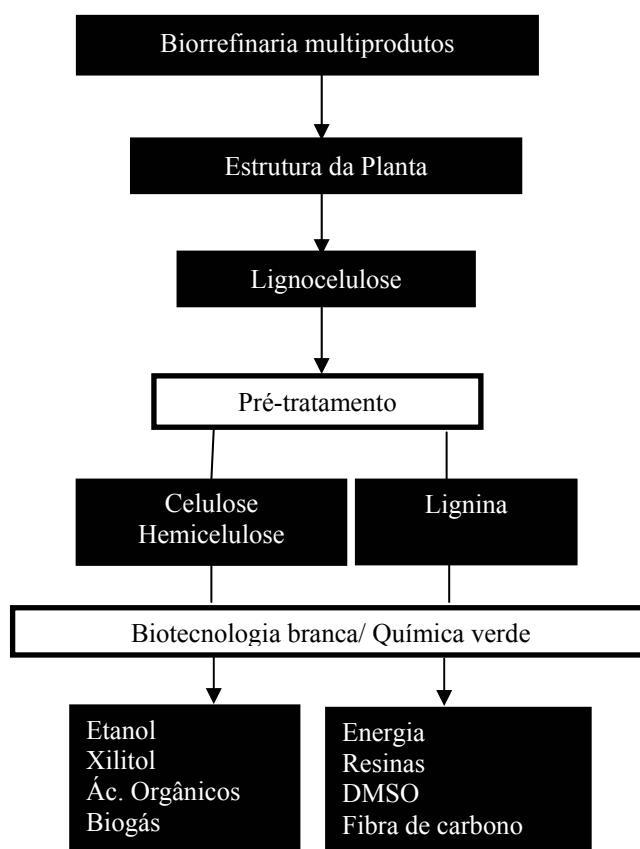 Biorrefinaria multiprodutos
Estrutura da Planta
Lignocelulose
Pré-tratamento
Celulose
Hemicelulose
Lignina
Biotecnologia branca/ Química verde
Etanol
Xilitol
Ác. Orgânicos
Biogás
Energia
Resinas
DMSO
Fibra de carbono